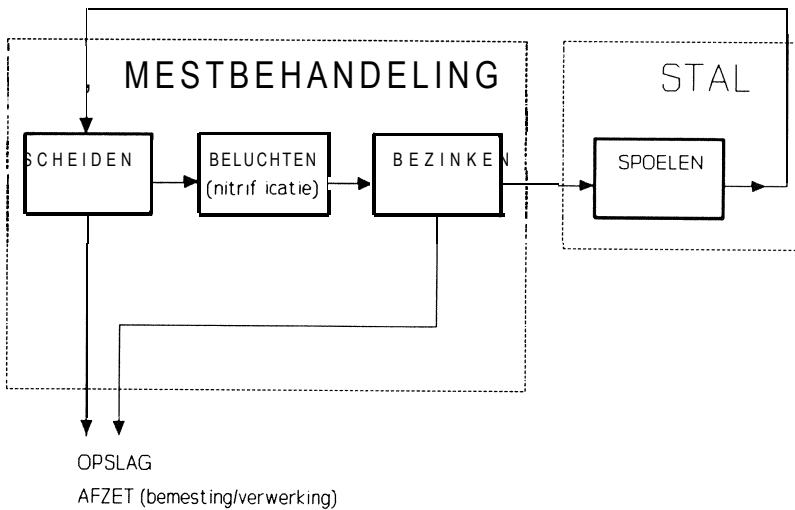 MESTBEHANDELING
STAL
SCHEIDEN
BELUCHTEN
(nitrificatie)
BEZINKEN
SPOELEN
OPSLAG
AFZET (bemesting/verwerking)